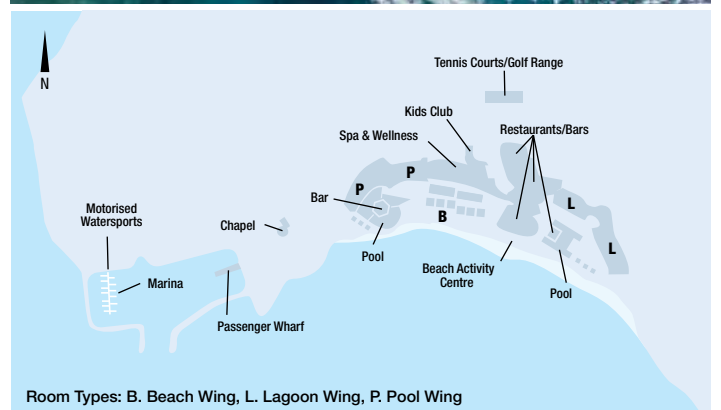 N
Tennis Courts/Golf Range
Kids Club
Restaurants/Bars
Spa & Wellness
P
P
Bar
L
Motorised
Watersports
Chapel
B
L
Pool
Marina
Beach Activity
Centre
Pool
Passenger Wharf
Room Types: B. Beach Wing, L. Lagoon Wing, P. Pool Wing